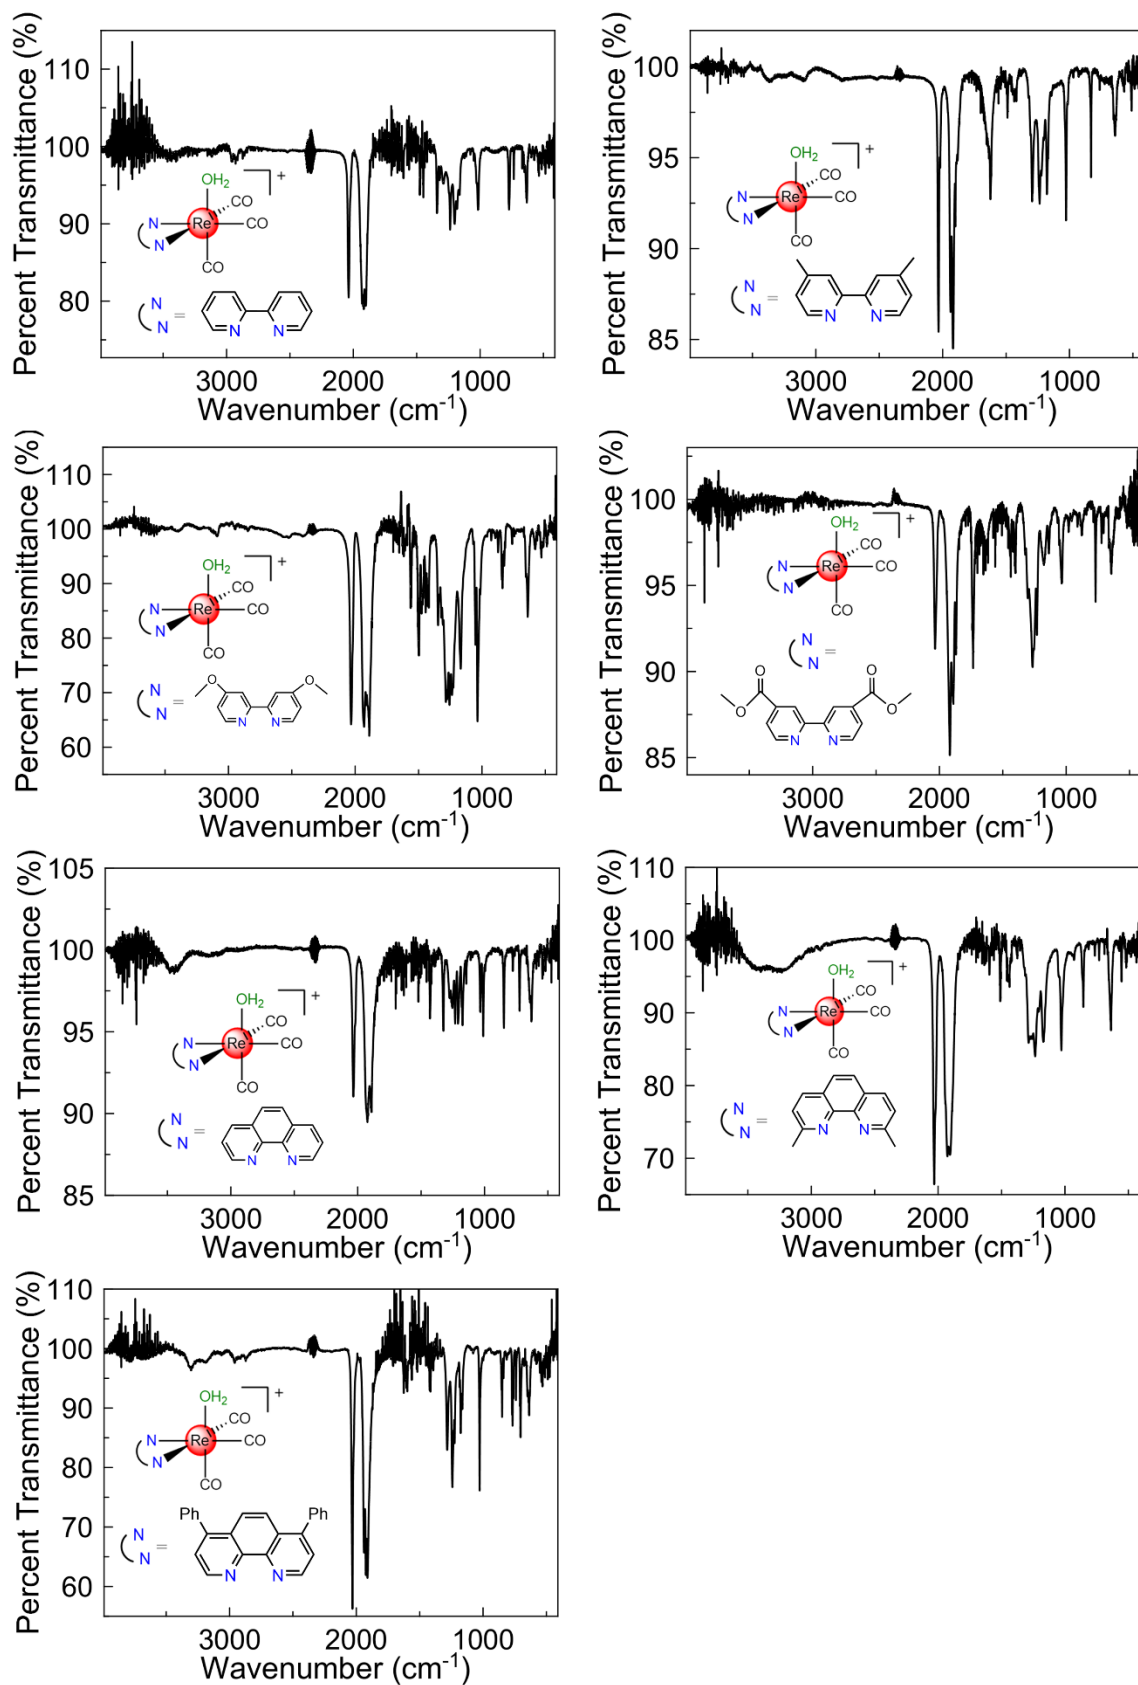 Percent Transmittance (%)
110
100
90
80
OH₂
+
CO
N
Re
CO
N
CO
N
N
=
N
N
3000
2000
1000
Wavenumber (cm⁻¹)
Percent Transmittance (%)
100
95
90
85
OH₂
+
CO
N
Re
CO
N
CO
N
N
=
N
N
3000
2000
1000
Wavenumber (cm⁻¹)
Percent Transmittance (%)
110
100
90
80
70
60
OH₂
+
CO
N
Re
CO
N
CO
N
N
=
O
O
N
N
3000
2000
1000
Wavenumber (cm⁻¹)
Percent Transmittance (%)
100
95
90
85
OH₂
+
CO
N
Re
CO
N
CO
N
N
=
O
O
O
O
N
N
3000
2000
1000
Wavenumber (cm⁻¹)
Percent Transmittance (%)
105
100
95
90
85
OH₂
+
CO
N
Re
CO
N
CO
N
N
=
N
N
3000
2000
1000
Wavenumber (cm⁻¹)
Percent Transmittance (%)
110
100
90
80
70
OH₂
+
CO
N
Re
CO
N
CO
N
N
=
N
N
3000
2000
1000
Wavenumber (cm⁻¹)
Percent Transmittance (%)
110
100
90
80
70
60
OH₂
+
CO
N
Re
CO
N
CO
N
N
=
Ph
Ph
N
N
3000
2000
1000
Wavenumber (cm⁻¹)